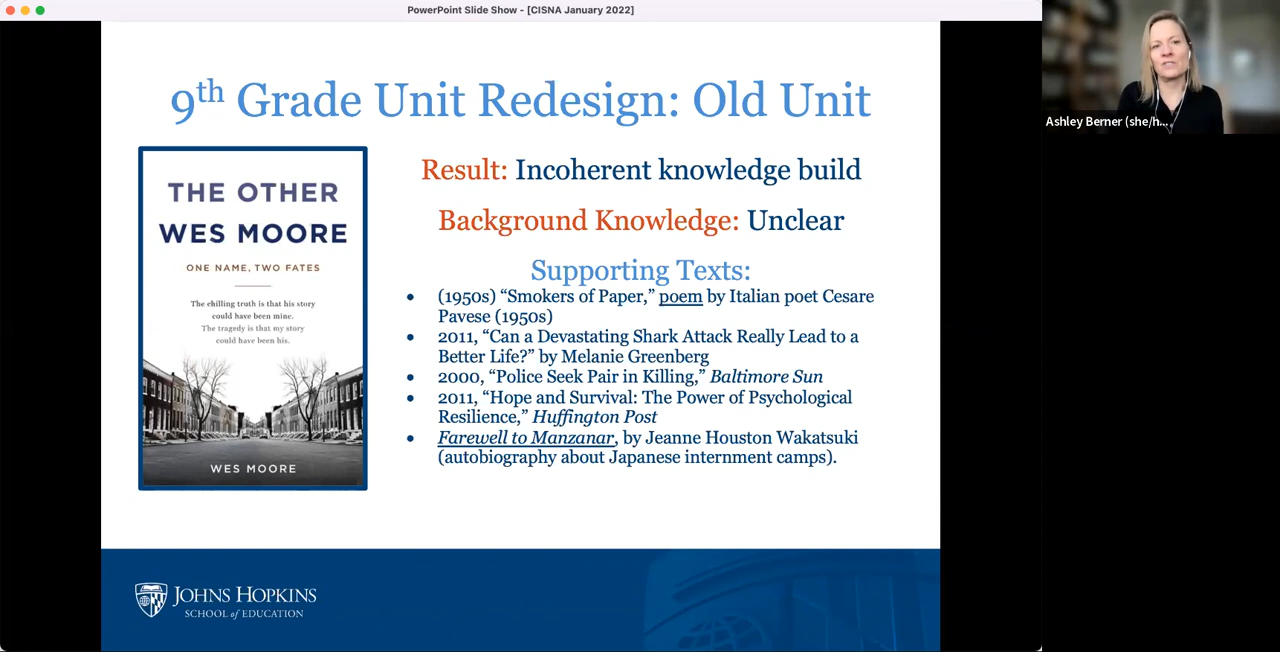 PowerPoint Slide Show - [CISNA January 2022]
9th Grade Unit Redesign: Old Unit
THE OTHER
WES MOORE
ONE NAME, TWO FATES
The chilling truth is that his story
could have been mine.
The tragedy is that my story
could have been his.
WES MOORE
Result: Incoherent knowledge build
Background Knowledge: Unclear
Supporting Texts:
• (1950s) “Smokers of Paper,” poem by Italian poet Cesare
Pavese (1950s)
• 2011, “Can a Devastating Shark Attack Really Lead to a
Better Life?” by Melanie Greenberg
• 2000, “Police Seek Pair in Killing,” Baltimore Sun
• 2011, “Hope and Survival: The Power of Psychological
Resilience,” Huffington Post
• Farewell to Manzanar, by Jeanne Houston Wakatsuki
(autobiography about Japanese internment camps).
JOHNS HOPKINS
SCHOOL of EDUCATION
Ashley Berner (she/h...